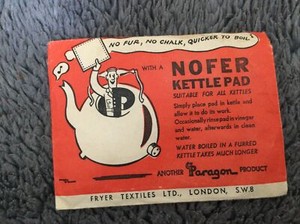 NO FUR, NO CHALK, QUICKER TO BOIL
WITH A
NOFER
KETTLE PAD
SUITABLE FOR ALL KETTLES
Simply place pad in kettle and
allow it to do its work.
Occasionally rinse pad in vinegar
and water, afterwards in clean
water.
WATER BOILED IN A FURRED
KETTLE TAKES MUCH LONGER
ANOTHER Paragon PRODUCT
FRYER TEXTILES LTD., LONDON, S.W.8